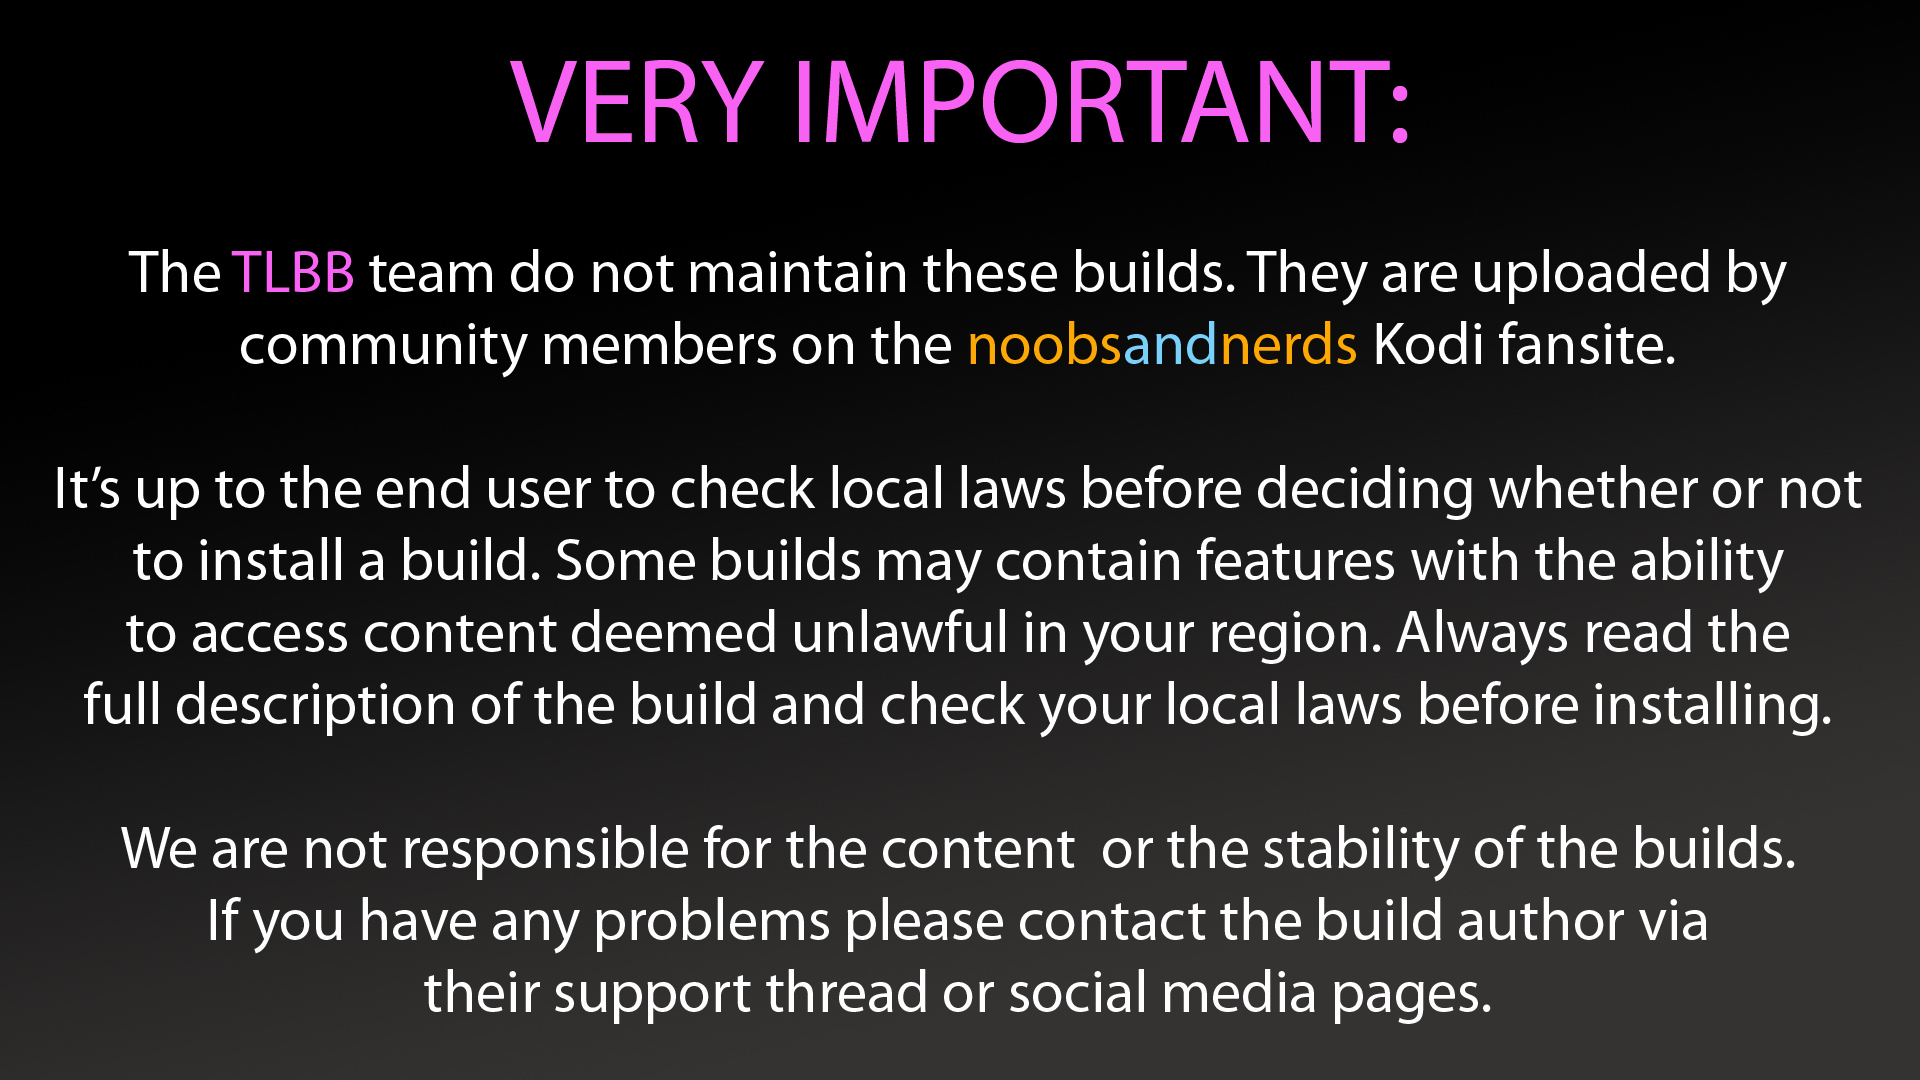 VERY IMPORTANT:
The TLBB team do not maintain these builds. They are uploaded by
community members on the noobsandnerds Kodi fansite.
It’s up to the end user to check local laws before deciding whether or not
to install a build. Some builds may contain features with the ability
to access content deemed unlawful in your region. Always read the
full description of the build and check your local laws before installing.
We are not responsible for the content  or the stability of the builds.
If you have any problems please contact the build author via
their support thread or social media pages.